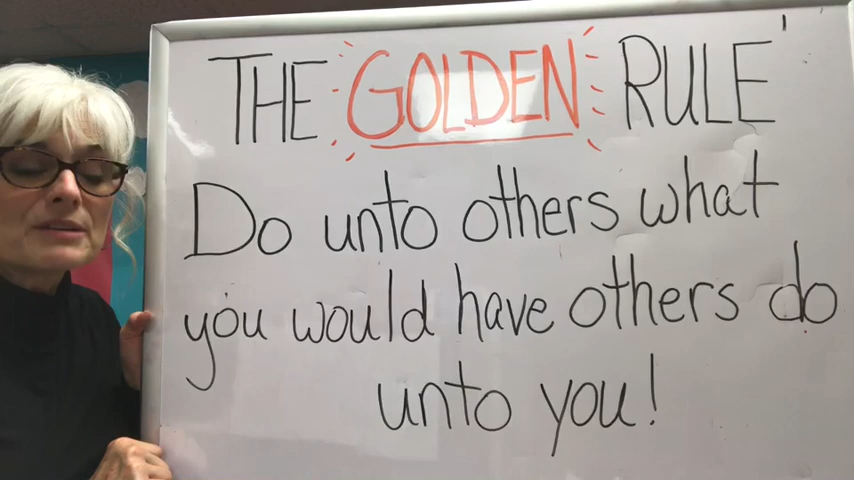 THE GOLDEN RULE
Do unto others what
you would have others do
unto you!